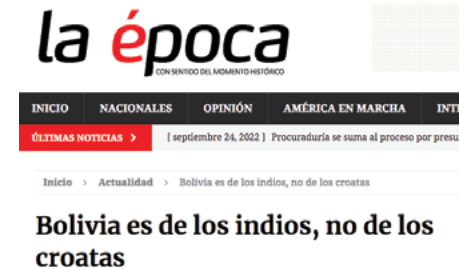 la época
CON SENTIDO DEL MOMENTO HISTÓRICO
INICIO NACIONALES OPINIÓN AMÉRICA EN MARCHA
ÚLTIMAS NOTICIAS > [ septiembre 24, 2022 ] Procuraduría se suma al proceso por
Inicio > Actualidad > Bolivia es de los indios, no de los croatas
Bolivia es de los indios, no de los
croatas